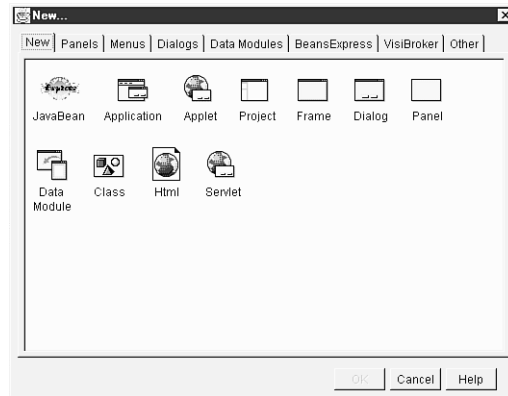 New...
New Panels Menus Dialogs Data Modules BeansExpress VisiBroker Other
Express
JavaBean Application Applet Project Frame Dialog Panel
Data Module Class Html Servlet
OK Cancel Help